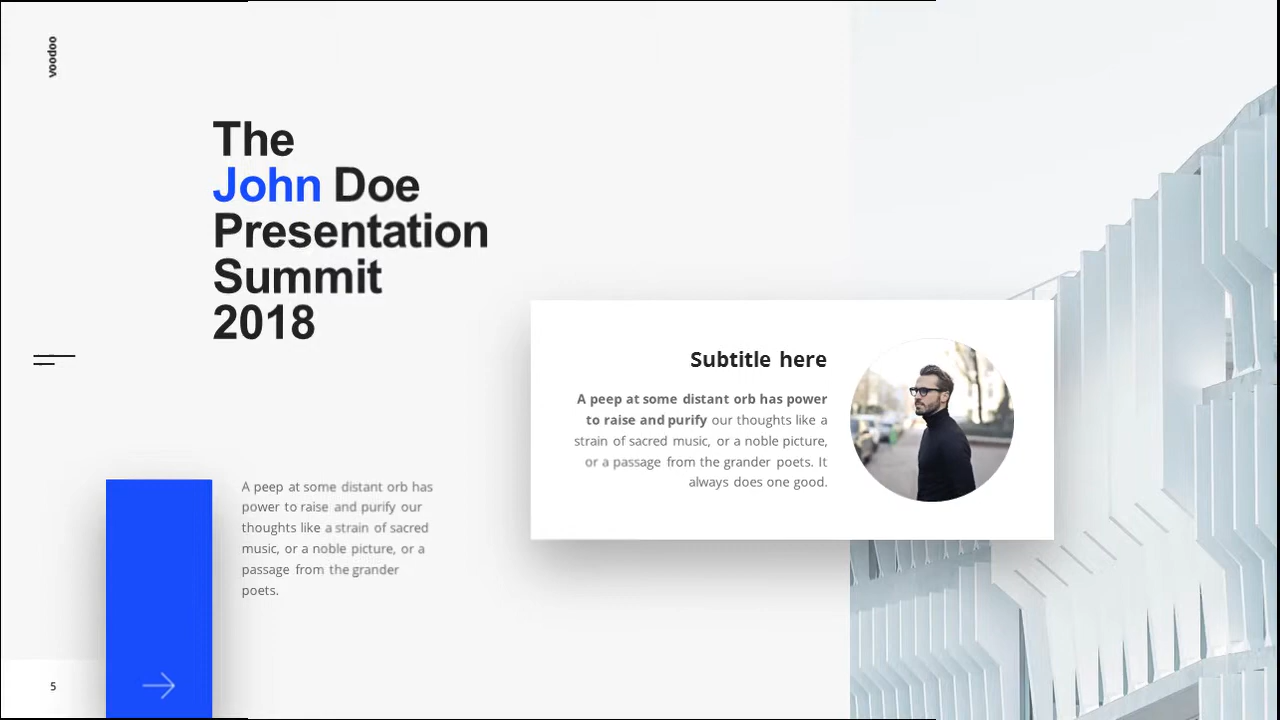 voodoo
The
John Doe
Presentation
Summit
2018
Subtitle here
A peep at some distant orb has power
to raise and purify our thoughts like a
strain of sacred music, or a noble picture,
or a passage from the grander poets. It
always does one good.
A peep at some distant orb has
power to raise and purify our
thoughts like a strain of sacred
music, or a noble picture, or a
passage from the grander
poets.
5